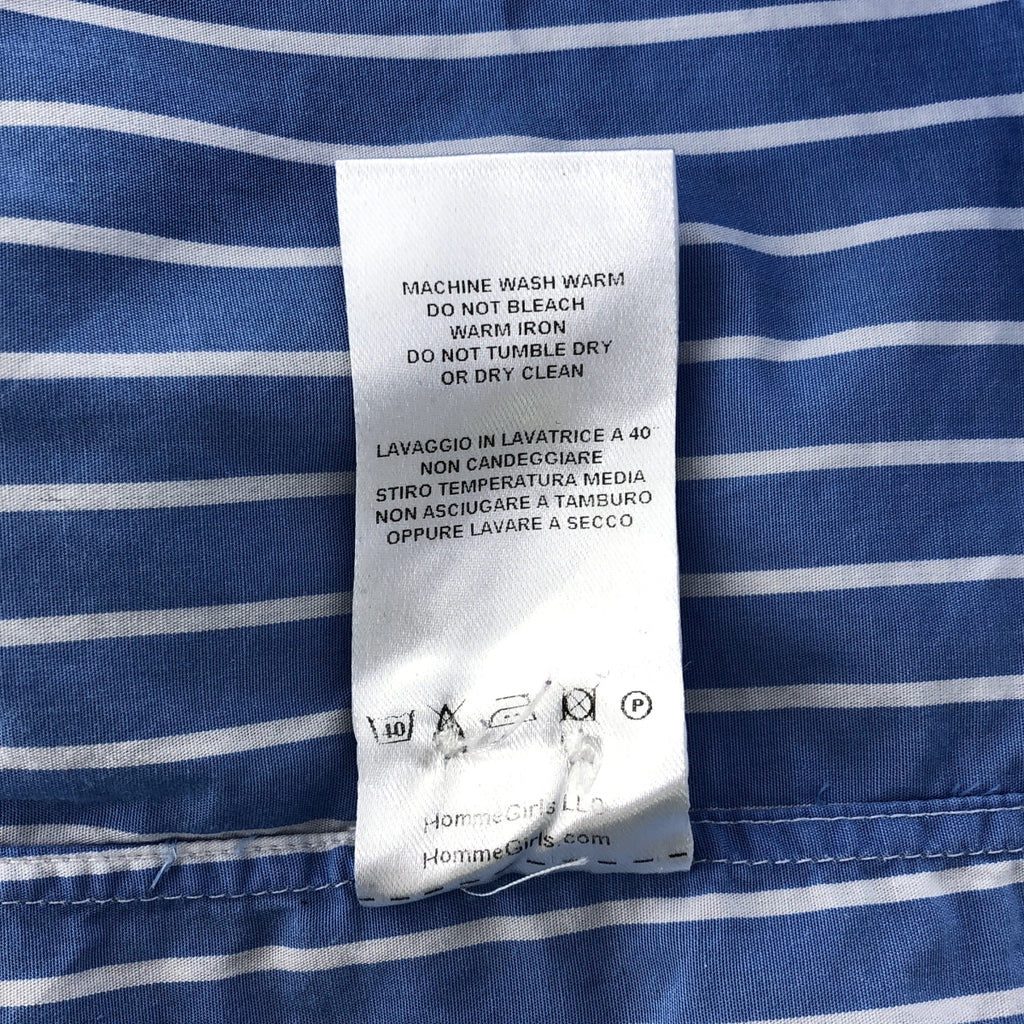 MACHINE WASH WARM
DO NOT BLEACH
WARM IRON
DO NOT TUMBLE DRY
OR DRY CLEAN
LAVAGGIO IN LAVATRICE A 40
NON CANDEGGIARE
STIRO TEMPERATURA MEDIA
NON ASCIUGARE A TAMBURO
OPPURE LAVARE A SECCO
40 P
HommeGirls LLC
HommeGirls.com